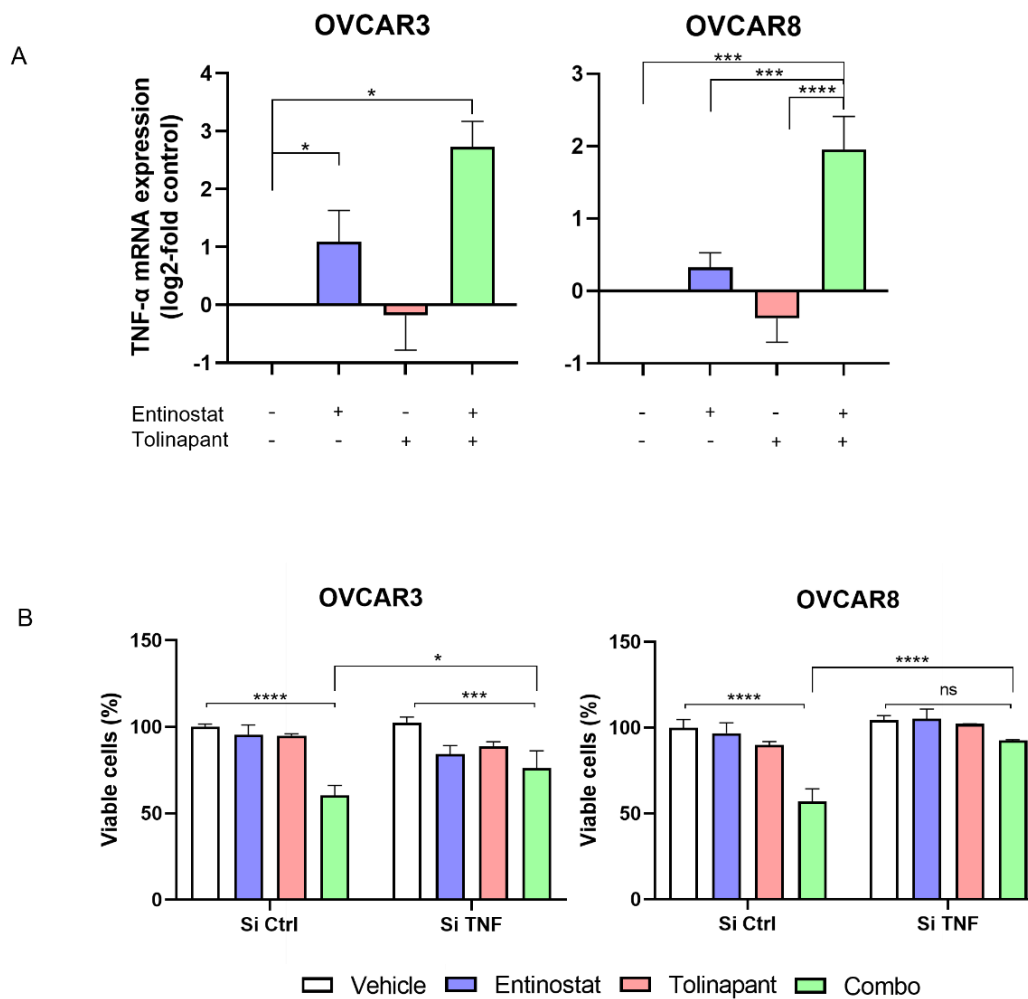 A
OVCAR3
OVCAR8
TNF-α mRNA expression
(log2-fold control)
4
3
2
1
0
-1
*
*
3
2
1
0
-1
***
***
****
Entinostat - + - + - + - +
Tolinapant - - + + - - + +
B
OVCAR3
OVCAR8
Viable cells (%)
150
100
50
0
****
*
***
Si Ctrl Si TNF
Viable cells (%)
150
100
50
0
****
****
ns
Si Ctrl Si TNF
Vehicle Entinostat Tolinapant Combo